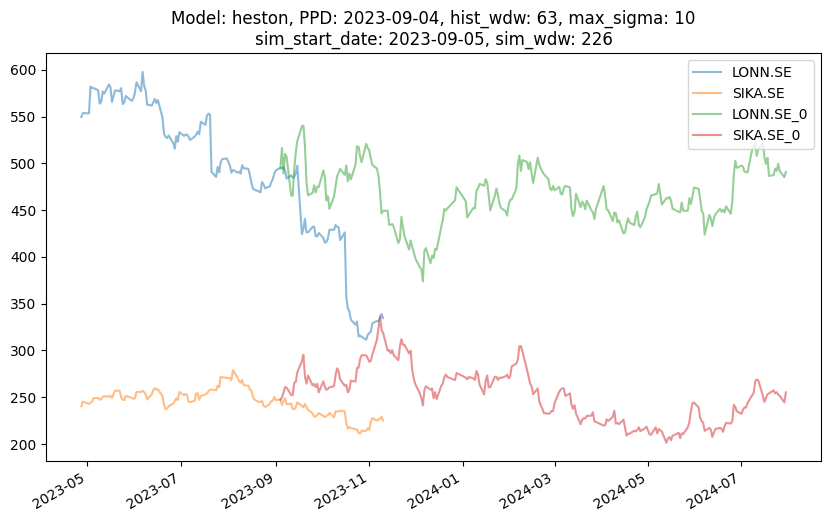 Model: heston, PPD: 2023-09-04, hist_wdw: 63, max_sigma: 10
sim_start_date: 2023-09-05, sim_wdw: 226
LONN.SE
SIKA.SE
LONN.SE_0
SIKA.SE_0
600
550
500
450
400
350
300
250
200
2023-05
2023-07
2023-09
2023-11
2024-01
2024-03
2024-05
2024-07